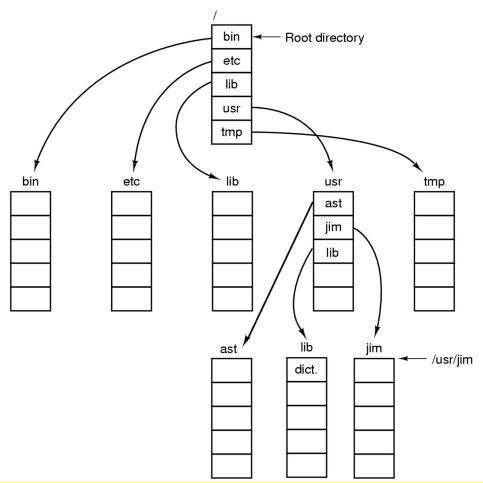 /
bin
Root directory
etc
lib
usr
tmp
bin
etc
lib
usr
tmp
ast
jim
lib
ast
lib
jim
/usr/jim
dict.